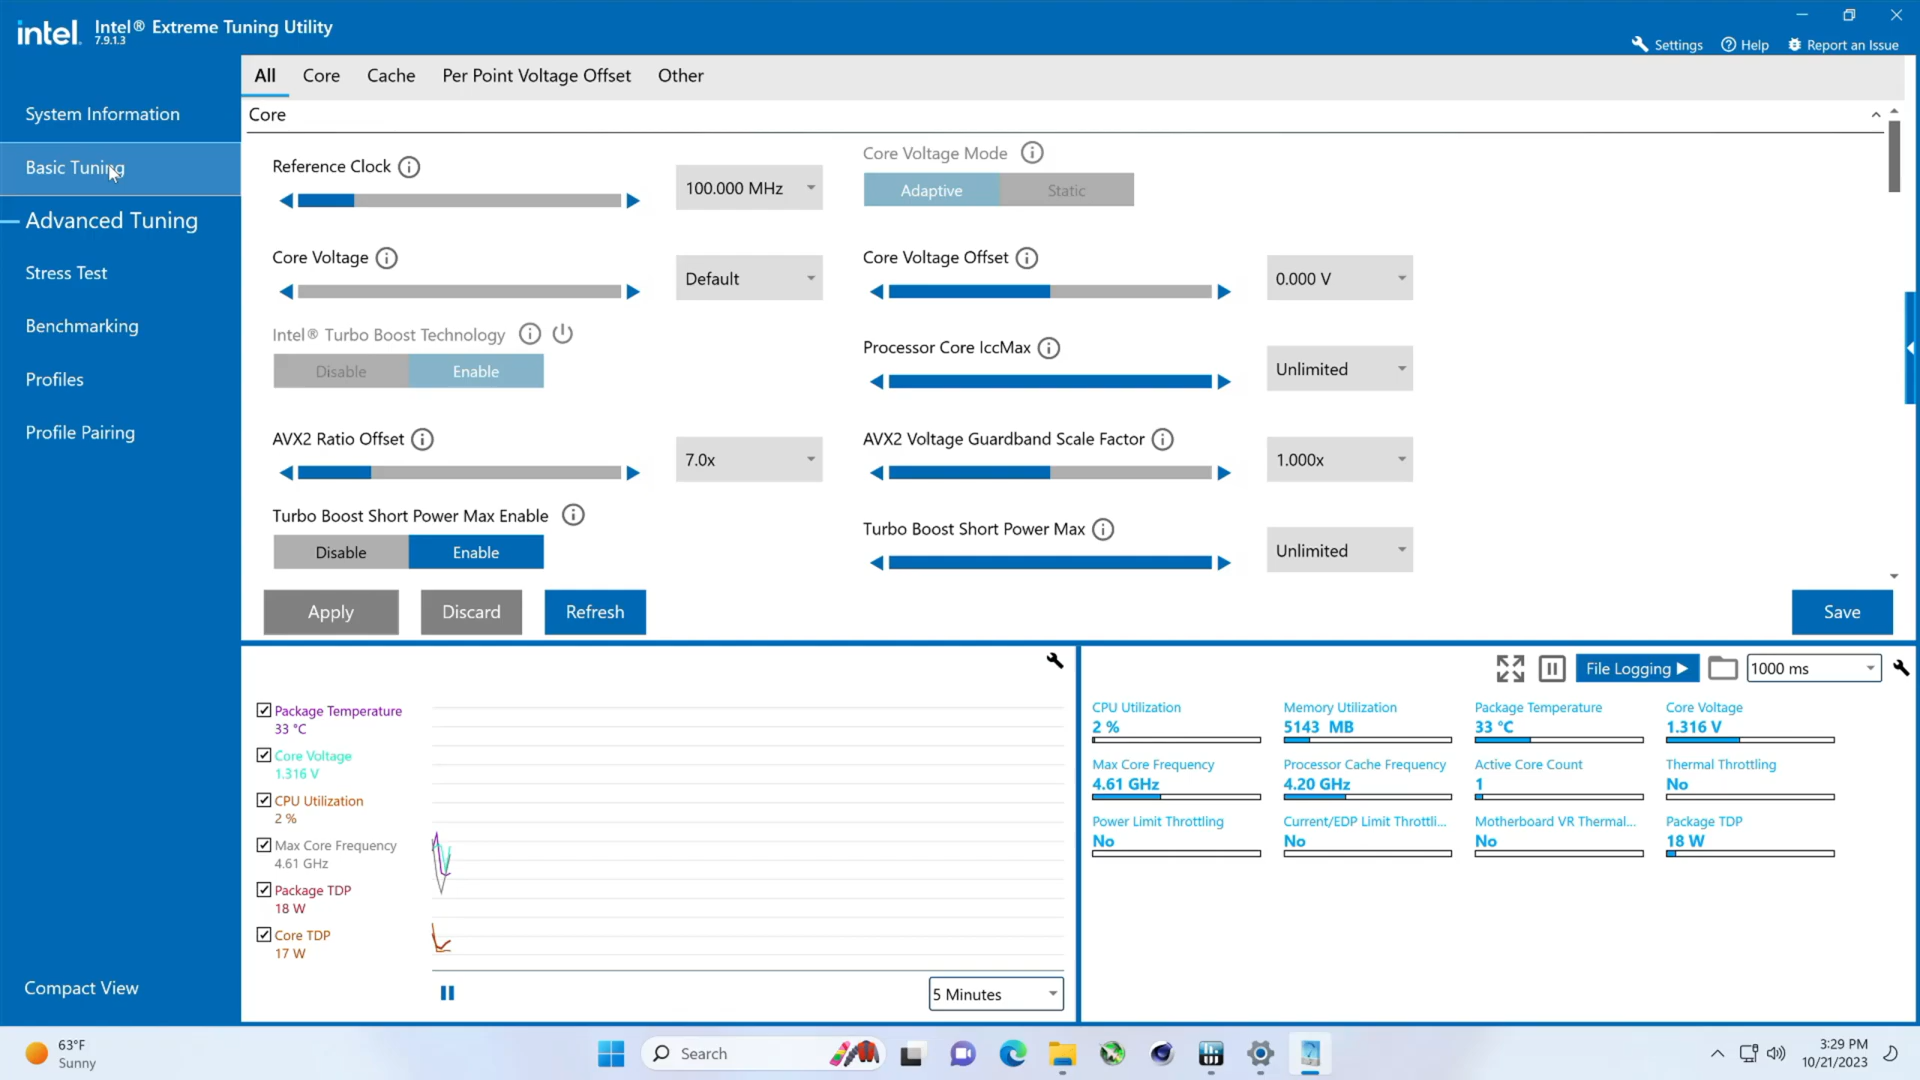 intel.
Intel® Extreme Tuning Utility
7.9.1.3
Settings
Help
Report an Issue
System Information
Basic Tuning
Advanced Tuning
Stress Test
Benchmarking
Profiles
Profile Pairing
Compact View
All Core Cache Per Point Voltage Offset Other
Core
Reference Clock
100.000 MHz
Core Voltage Mode
Adaptive Static
Core Voltage
Default
Core Voltage Offset
0.000 V
Intel® Turbo Boost Technology
Disable Enable
Processor Core IccMax
Unlimited
AVX2 Ratio Offset
7.0x
AVX2 Voltage Guardband Scale Factor
1.000x
Turbo Boost Short Power Max Enable
Disable Enable
Turbo Boost Short Power Max
Unlimited
Apply Discard Refresh Save
Package Temperature
33 °C
Core Voltage
1.316 V
CPU Utilization
2 %
Max Core Frequency
4.61 GHz
Package TDP
18 W
Core TDP
17 W
5 Minutes
File Logging
1000 ms
CPU Utilization
2 %
Memory Utilization
5143 MB
Package Temperature
33 °C
Core Voltage
1.316 V
Max Core Frequency
4.61 GHz
Processor Cache Frequency
4.20 GHz
Active Core Count
1
Thermal Throttling
No
Power Limit Throttling
No
Current/EDP Limit Throttli...
No
Motherboard VR Thermal...
No
Package TDP
18 W
63°F
Sunny
Search
3:29 PM
10/21/2023